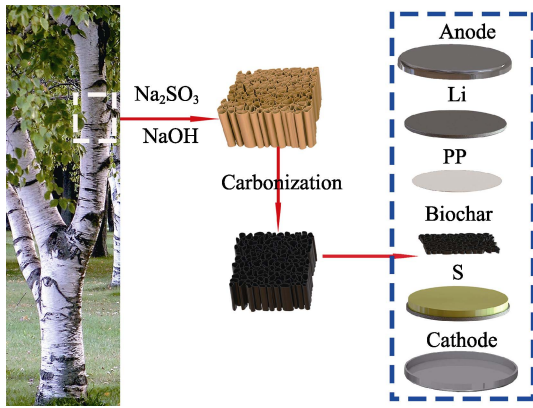 Na₂SO₃
NaOH
Carbonization
Anode
Li
PP
Biochar
S
Cathode